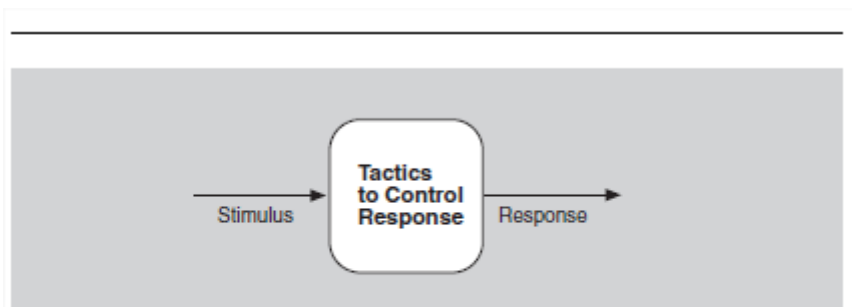 Tactics
to Control
Response
Stimulus
Response